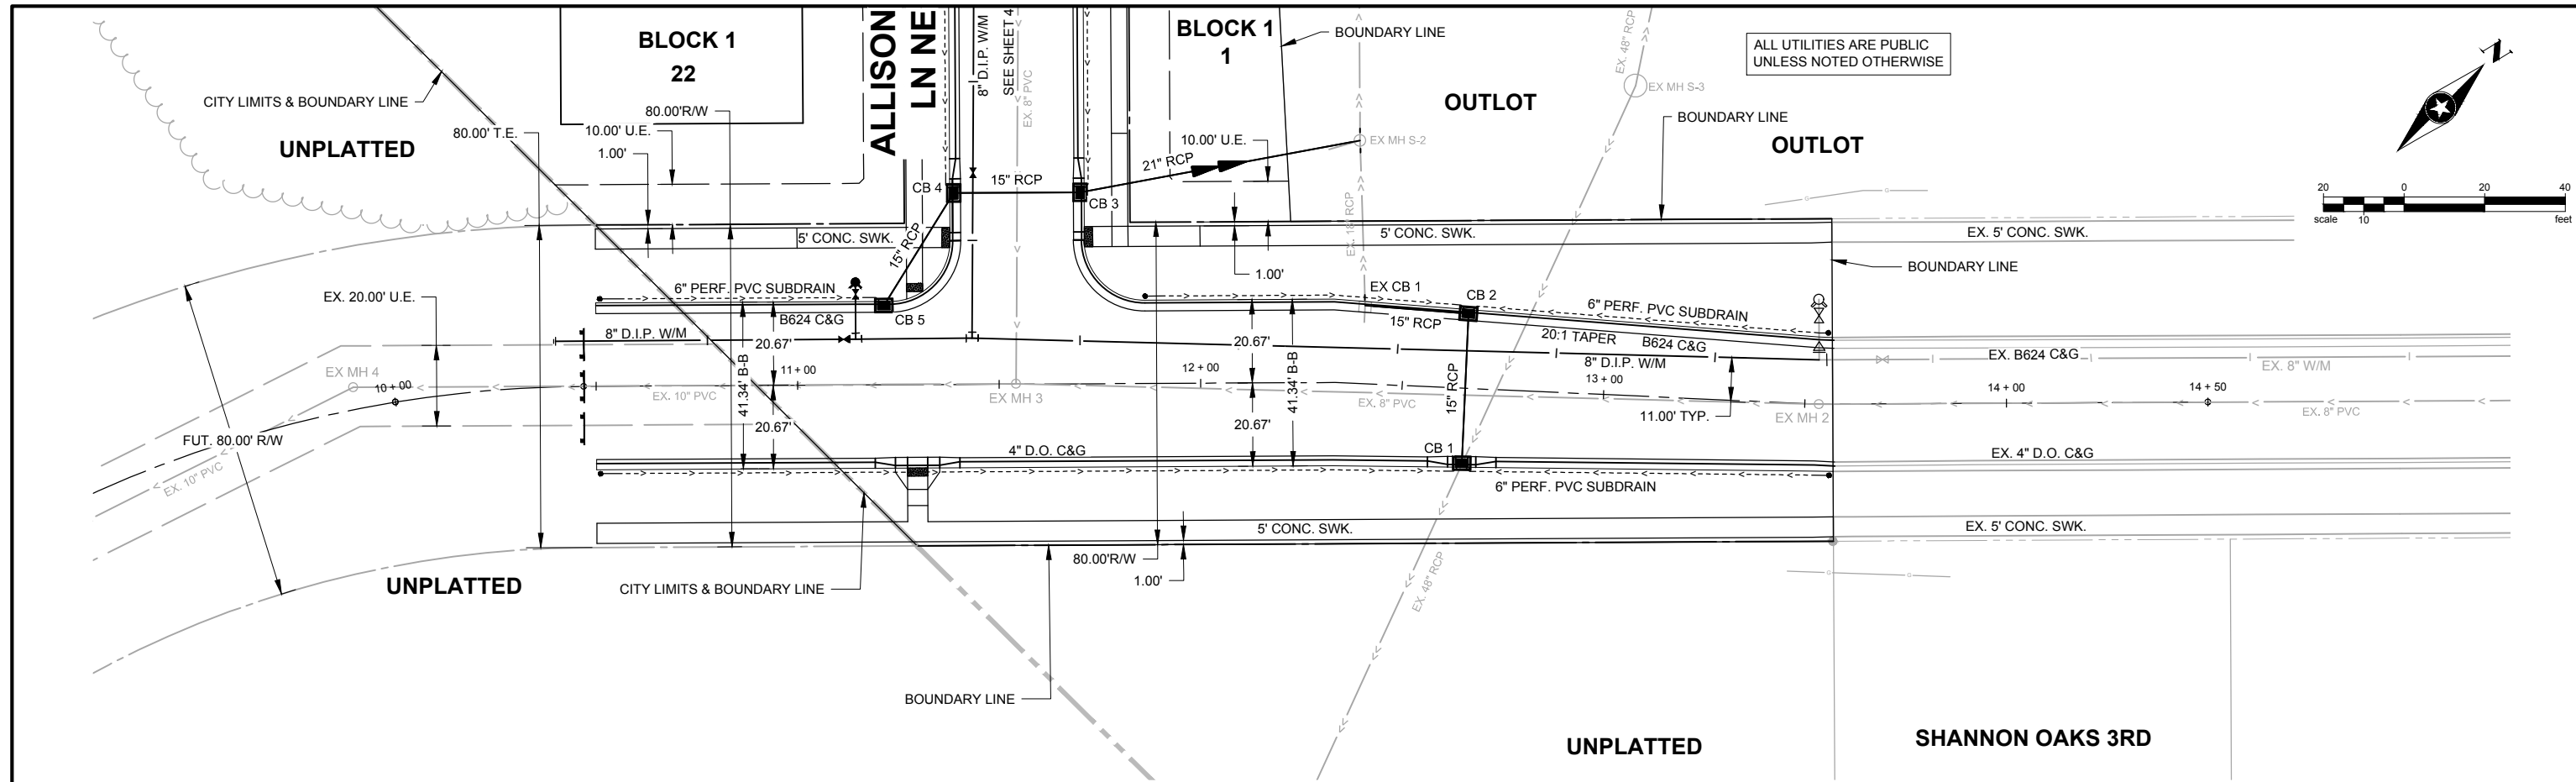 BLOCK 1
22
ALLISON
LN NE
8" D.I.P. W/M
SEE SHEET 4
EX. 8" PVC
BLOCK 1
1
BOUNDARY LINE
EX. 48" RCP
ALL UTILITIES ARE PUBLIC
UNLESS NOTED OTHERWISE
N
CITY LIMITS & BOUNDARY LINE
UNPLATTED
80.00' T.E.
80.00'R/W
10.00' U.E.
1.00'
OUTLOT
EX MH S-3
BOUNDARY LINE
OUTLOT
EX MH S-2
10.00' U.E.
21" RCP
15" RCP
CB 4
CB 3
20 0 20 40
scale 10 feet
5' CONC. SWK.
15" RCP
EX. 18" RCP
5' CONC. SWK.
EX. 5' CONC. SWK.
1.00'
BOUNDARY LINE
EX. 20.00' U.E.
6" PERF. PVC SUBDRAIN
B624 C&G
CB 5
EX CB 1
CB 2
15" RCP
6" PERF. PVC SUBDRAIN
20:1 TAPER
B624 C&G
8" D.I.P. W/M
20.67'
20.67'
8" D.I.P. W/M
EX. B624 C&G
EX. 8" W/M
EX MH 4
10 + 00
11 + 00
41.34' B-B
EX. 10" PVC
EX MH 3
12 + 00
41.34' B-B
EX. 8" PVC
15" RCP
13 + 00
11.00' TYP.
EX MH 2
14 + 00
14 + 50
EX. 8" PVC
20.67'
20.67'
FUT. 80.00' R/W
EX. 10" PVC
4" D.O. C&G
CB 1
EX. 4" D.O. C&G
6" PERF. PVC SUBDRAIN
5' CONC. SWK.
EX. 5' CONC. SWK.
80.00'R/W
1.00'
EX. 48" RCP
UNPLATTED
CITY LIMITS & BOUNDARY LINE
BOUNDARY LINE
UNPLATTED
SHANNON OAKS 3RD